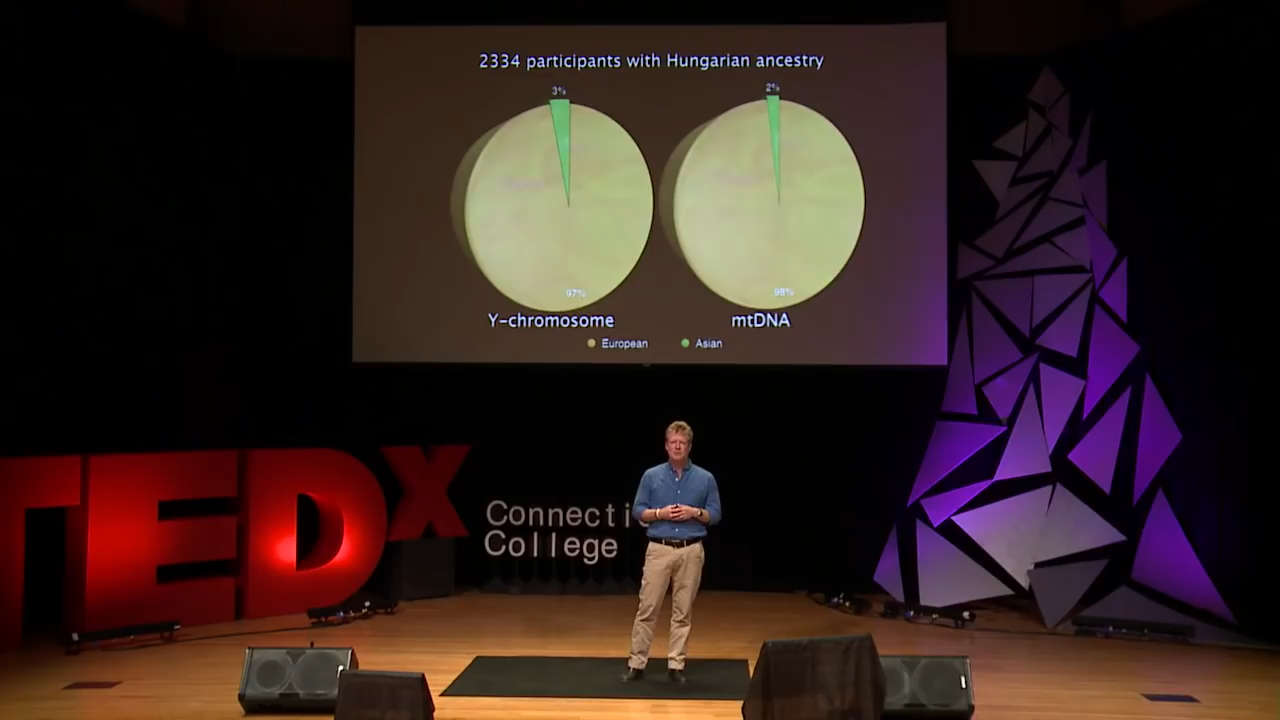 2334 participants with Hungarian ancestry
3%
2%
97%
98%
Y-chromosome
mtDNA
European
Asian
TEDX
Connecti
College